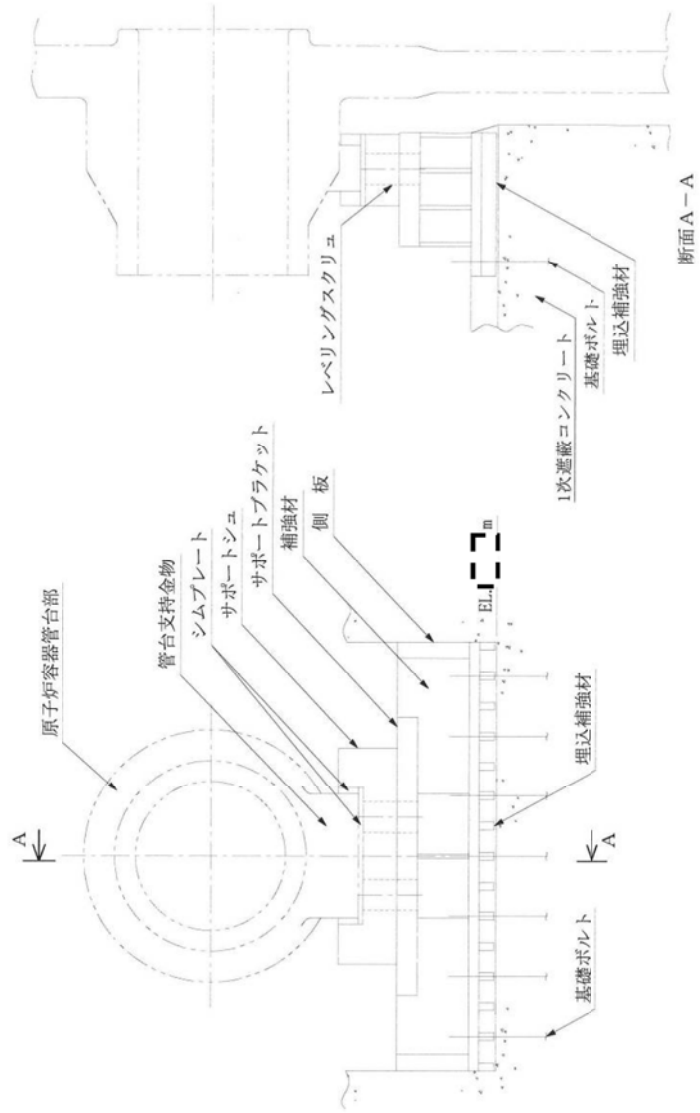 原子炉容器管台部
A
管台支持金物
シムプレート
サポートシュ
サポートブラケット
補強材
側 板
EL. m
埋込補強材
A
基礎ボルト
レベリングスクリュ
1次遮蔽コンクリート
基礎ボルト
埋込補強材
断面A-A